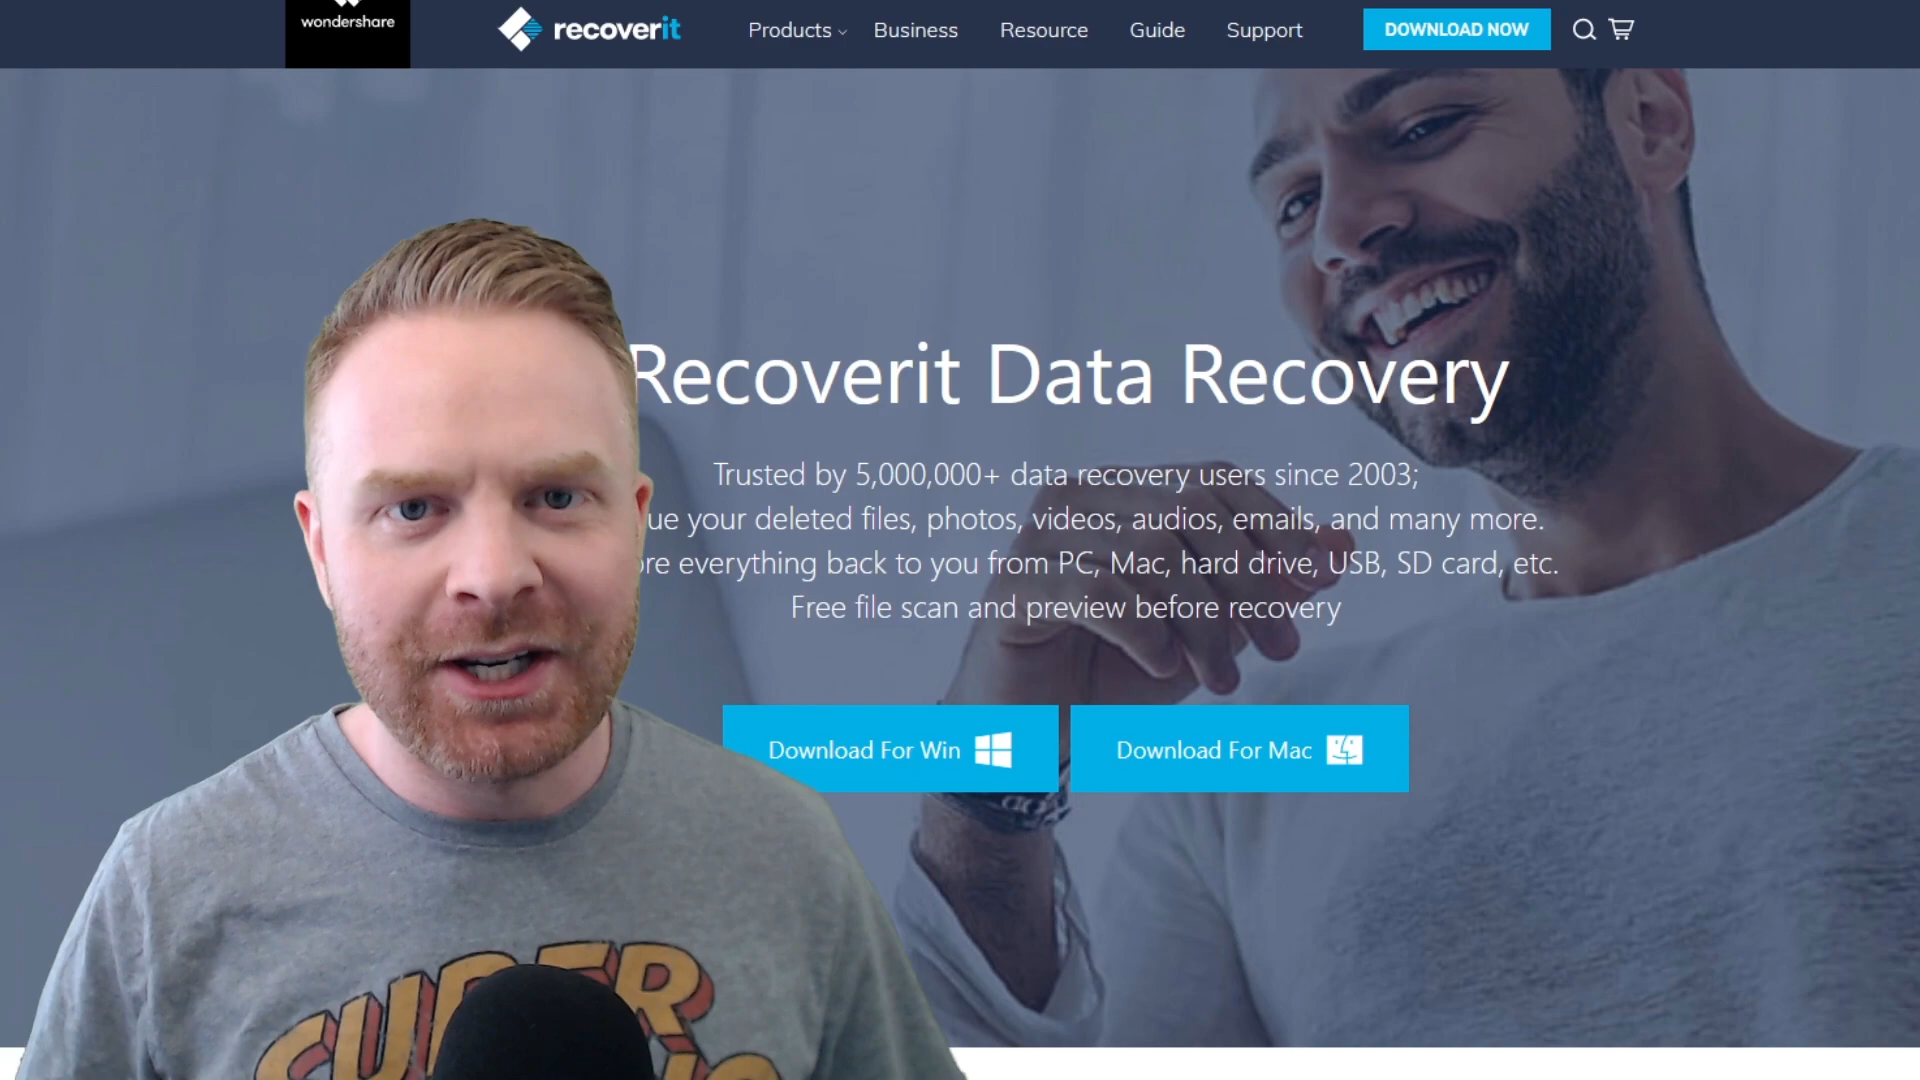 wondershare
recoverit
Products
Business
Resource
Guide
Support
DOWNLOAD NOW
Recoverit Data Recovery
Trusted by 5,000,000+ data recovery users since 2003;
your deleted files, photos, videos, audios, emails, and many more.
everything back to you from PC, Mac, hard drive, USB, SD card, etc.
Free file scan and preview before recovery
Download For Win
Download For Mac
SUPER